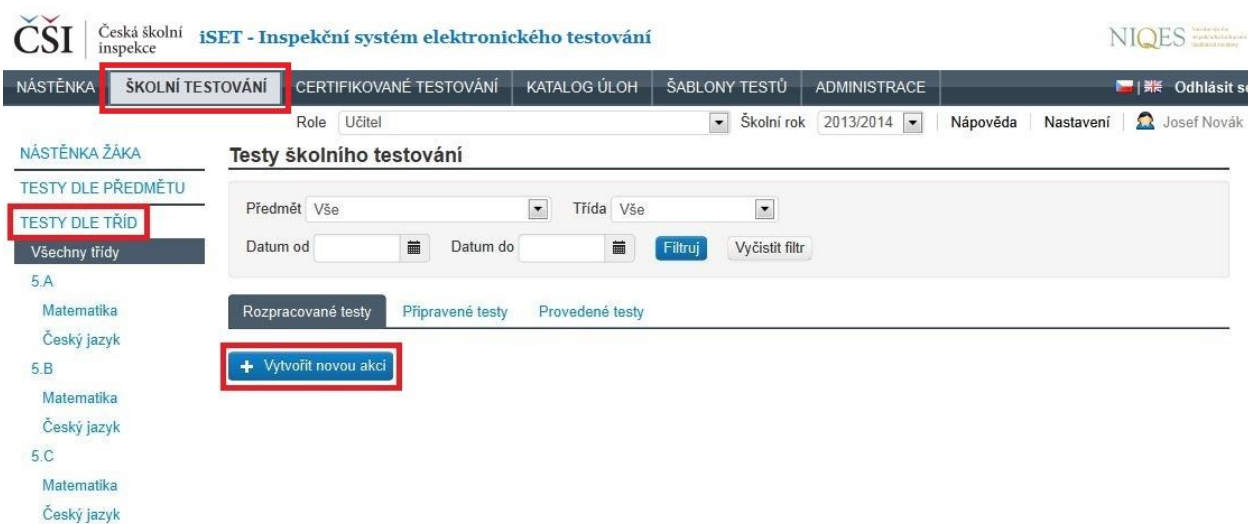 ČŠI Česká školní inspekce iSET - Inspekční systém elektronického testování NIQES
NÁSTĚNKA ŠKOLNÍ TESTOVÁNÍ CERTIFIKOVANÉ TESTOVÁNÍ KATALOG ÚLOH ŠABLONY TESTŮ ADMINISTRACE Odhlásit se
Role Učitel Školní rok 2013/2014 Nápověda Nastavení Josef Novák
NÁSTĚNKA ŽÁKA
TESTY DLE PŘEDMĚTU
TESTY DLE TŘÍD
Všechny třídy
5.A
Matematika
Český jazyk
5.B
Matematika
Český jazyk
5.C
Matematika
Český jazyk
Testy školního testování
Předmět Vše Třída Vše
Datum od Datum do Filtruj Vyčistit filtr
Rozpracované testy Připravené testy Provedené testy
+ Vytvořit novou akci